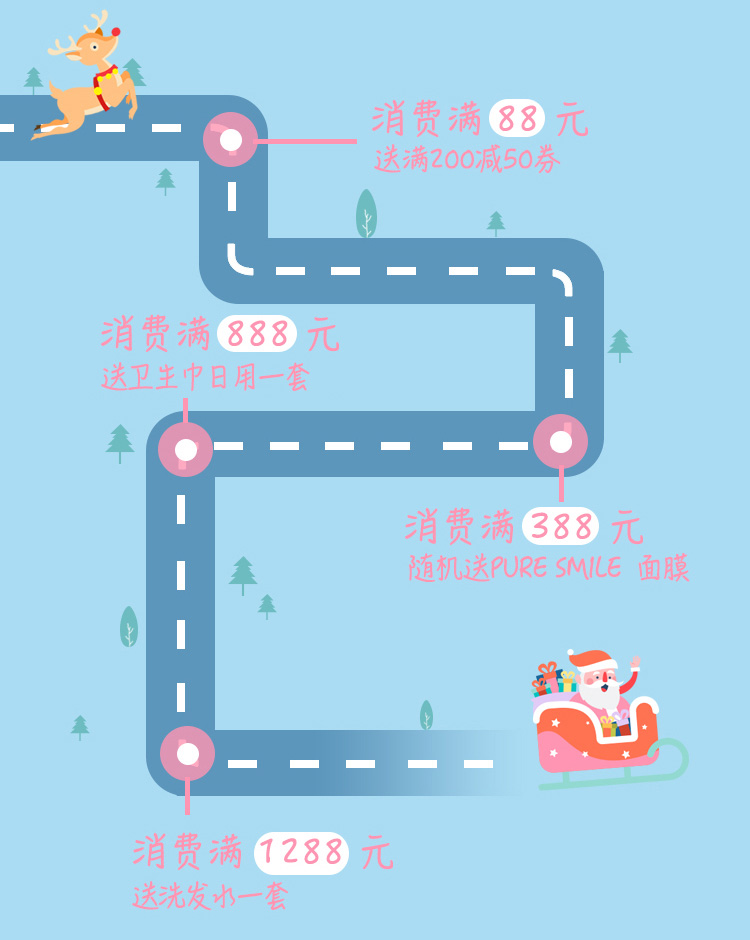 消费满 88 元
送满200减50券
消费满 888 元
送卫生巾日用一套
消费满 388 元
随机送PURE SMILE 面膜
消费满 1288 元
送洗发水一套